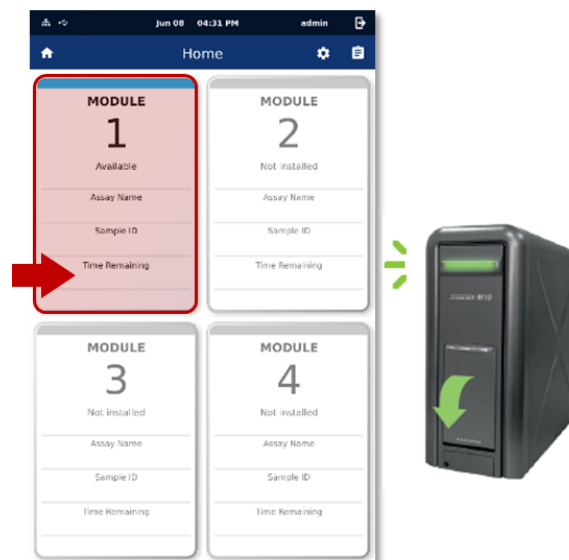 Jun 08 04:31 PM admin
Home
MODULE
1
Available
Assay Name
Sample ID
Time Remaining
MODULE
2
Not installed
Assay Name
Sample ID
Time Remaining
MODULE
3
Not installed
Assay Name
Sample ID
Time Remaining
MODULE
4
Not installed
Assay Name
Sample ID
Time Remaining
M10